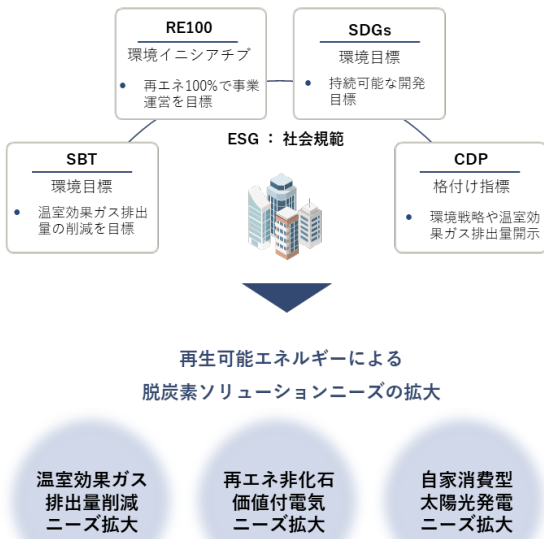 RE100
環境イニシアチブ
● 再エネ100%で事業
運営を目標
SDGs
環境目標
● 持続可能な開発
目標
SBT
環境目標
● 温室効果ガス排出
量の削減を目標
ESG ： 社会規範
CDP
格付け指標
● 環境戦略や温室効
果ガス排出量開示
再生可能エネルギーによる
脱炭素ソリューションニーズの拡大
温室効果ガス
排出量削減
ニーズ拡大
再エネ非化石
価値付電気
ニーズ拡大
自家消費型
太陽光発電
ニーズ拡大